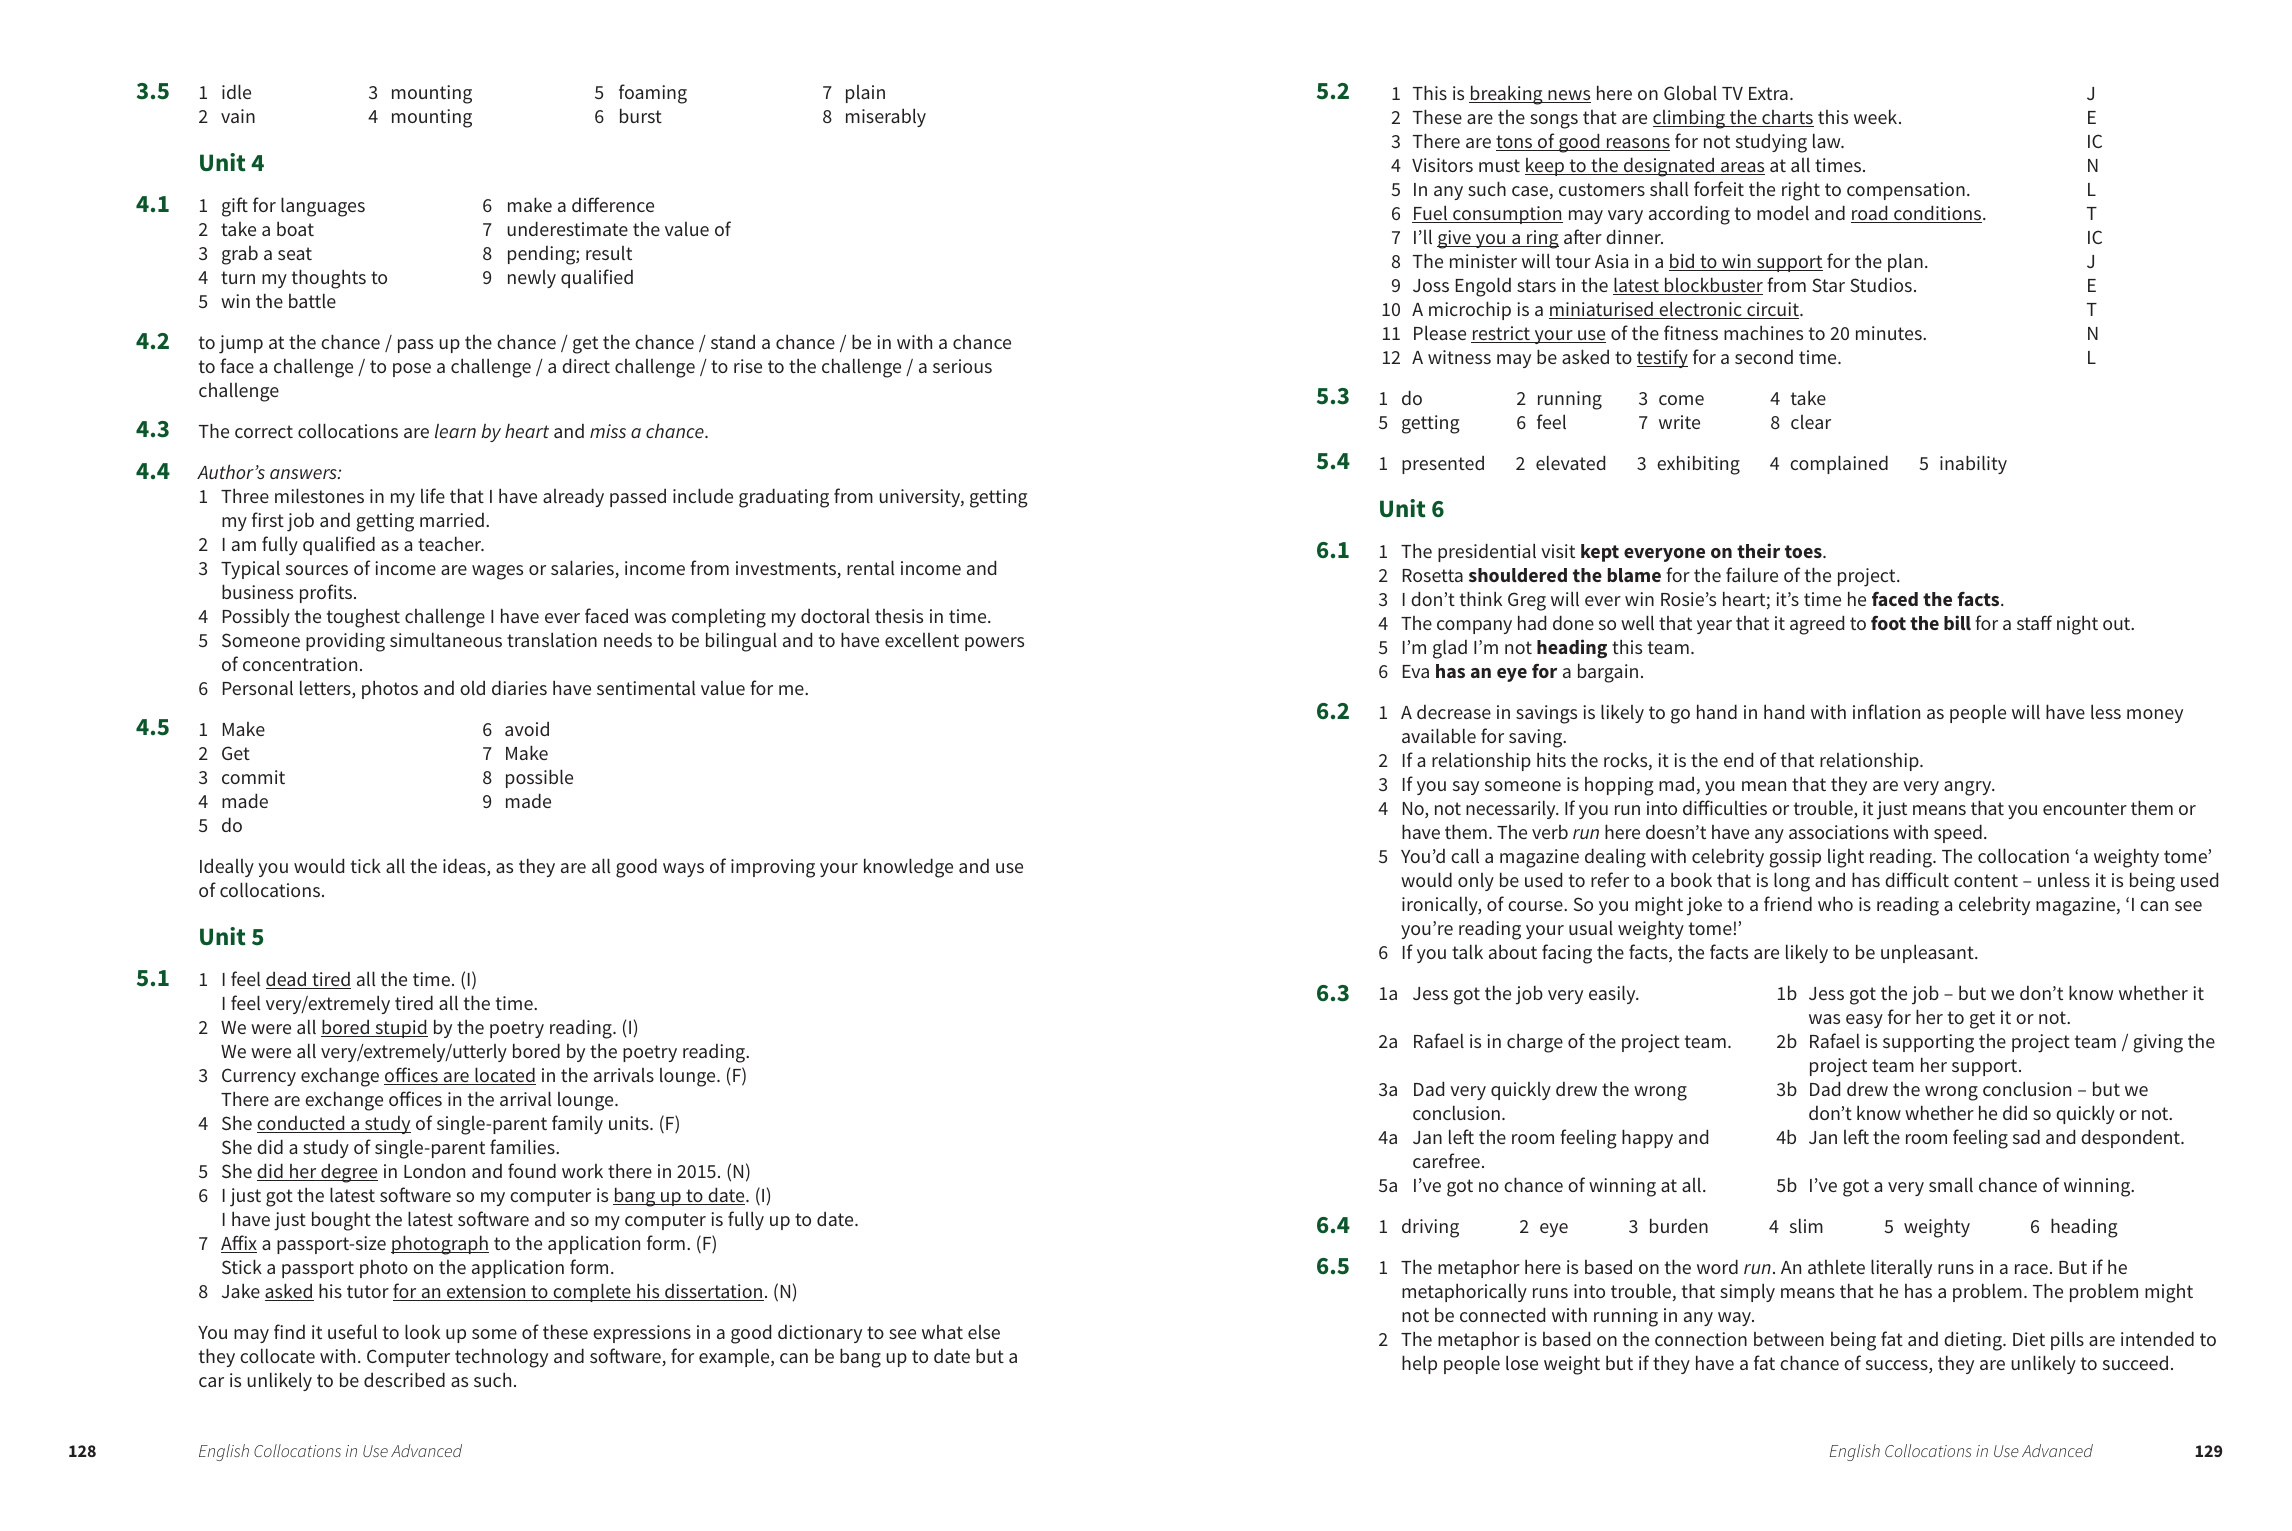 3.5 1 idle 3 mounting 5 foaming 7 plain
2 vain 4 mounting 6 burst 8 miserably
Unit 4
4.1 1 gift for languages 6 make a difference
2 take a boat 7 underestimate the value of
3 grab a seat 8 pending; result
4 turn my thoughts to 9 newly qualified
5 win the battle
4.2 to jump at the chance / pass up the chance / get the chance / stand a chance / be in with a chance
to face a challenge / to pose a challenge / a direct challenge / to rise to the challenge / a serious
challenge
4.3 The correct collocations are learn by heart and miss a chance.
4.4 Author’s answers:
1 Three milestones in my life that I have already passed include graduating from university, getting
my first job and getting married.
2 I am fully qualified as a teacher.
3 Typical sources of income are wages or salaries, income from investments, rental income and
business profits.
4 Possibly the toughest challenge I have ever faced was completing my doctoral thesis in time.
5 Someone providing simultaneous translation needs to be bilingual and to have excellent powers
of concentration.
6 Personal letters, photos and old diaries have sentimental value for me.
4.5 1 Make 6 avoid
2 Get 7 Make
3 commit 8 possible
4 made 9 made
5 do
Ideally you would tick all the ideas, as they are all good ways of improving your knowledge and use
of collocations.
Unit 5
5.1 1 I feel dead tired all the time. (I)
I feel very/extremely tired all the time.
2 We were all bored stupid by the poetry reading. (I)
We were all very/extremely/utterly bored by the poetry reading.
3 Currency exchange offices are located in the arrivals lounge. (F)
There are exchange offices in the arrival lounge.
4 She conducted a study of single-parent family units. (F)
She did a study of single-parent families.
5 She did her degree in London and found work there in 2015. (N)
6 I just got the latest software so my computer is bang up to date. (I)
I have just bought the latest software and so my computer is fully up to date.
7 Affix a passport-size photograph to the application form. (F)
Stick a passport photo on the application form.
8 Jake asked his tutor for an extension to complete his dissertation. (N)
You may find it useful to look up some of these expressions in a good dictionary to see what else
they collocate with. Computer technology and software, for example, can be bang up to date but a
car is unlikely to be described as such.
128 English Collocations in Use Advanced
5.2 1 This is breaking news here on Global TV Extra. J
2 These are the songs that are climbing the charts this week. E
3 There are tons of good reasons for not studying law. IC
4 Visitors must keep to the designated areas at all times. N
5 In any such case, customers shall forfeit the right to compensation. L
6 Fuel consumption may vary according to model and road conditions. T
7 I’ll give you a ring after dinner. IC
8 The minister will tour Asia in a bid to win support for the plan. J
9 Joss Engold stars in the latest blockbuster from Star Studios. E
10 A microchip is a miniaturised electronic circuit. T
11 Please restrict your use of the fitness machines to 20 minutes. N
12 A witness may be asked to testify for a second time. L
5.3 1 do 2 running 3 come 4 take
5 getting 6 feel 7 write 8 clear
5.4 1 presented 2 elevated 3 exhibiting 4 complained 5 inability
Unit 6
6.1 1 The presidential visit kept everyone on their toes.
2 Rosetta shouldered the blame for the failure of the project.
3 I don’t think Greg will ever win Rosie’s heart; it’s time he faced the facts.
4 The company had done so well that year that it agreed to foot the bill for a staff night out.
5 I’m glad I’m not heading this team.
6 Eva has an eye for a bargain.
6.2 1 A decrease in savings is likely to go hand in hand with inflation as people will have less money
available for saving.
2 If a relationship hits the rocks, it is the end of that relationship.
3 If you say someone is hopping mad, you mean that they are very angry.
4 No, not necessarily. If you run into difficulties or trouble, it just means that you encounter them or
have them. The verb run here doesn’t have any associations with speed.
5 You’d call a magazine dealing with celebrity gossip light reading. The collocation ‘a weighty tome’
would only be used to refer to a book that is long and has difficult content – unless it is being used
ironically, of course. So you might joke to a friend who is reading a celebrity magazine, ‘I can see
you’re reading your usual weighty tome!’
6 If you talk about facing the facts, the facts are likely to be unpleasant.
6.3 1a Jess got the job very easily. 1b Jess got the job – but we don’t know whether it
was easy for her to get it or not.
2a Rafael is in charge of the project team. 2b Rafael is supporting the project team / giving the
project team her support.
3a Dad very quickly drew the wrong 3b Dad drew the wrong conclusion – but we
conclusion. don’t know whether he did so quickly or not.
4a Jan left the room feeling happy and 4b Jan left the room feeling sad and despondent.
carefree.
5a I’ve got no chance of winning at all. 5b I’ve got a very small chance of winning.
6.4 1 driving 2 eye 3 burden 4 slim 5 weighty 6 heading
6.5 1 The metaphor here is based on the word run. An athlete literally runs in a race. But if he
metaphorically runs into trouble, that simply means that he has a problem. The problem might
not be connected with running in any way.
2 The metaphor is based on the connection between being fat and dieting. Diet pills are intended to
help people lose weight but if they have a fat chance of success, they are unlikely to succeed.
English Collocations in Use Advanced 129